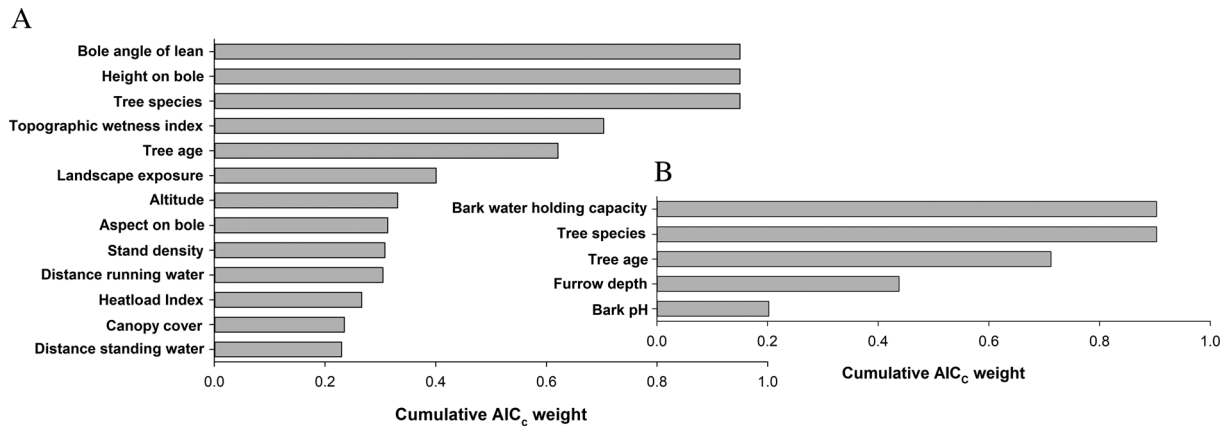 A
Bole angle of lean
Height on bole
Tree species
Topographic wetness index
Tree age
Landscape exposure
Altitude
Aspect on bole
Stand density
Distance running water
Heatload Index
Canopy cover
Distance standing water
0.0 0.2 0.4 0.6 0.8 1.0
Cumulative AICc weight
B
Bark water holding capacity
Tree species
Tree age
Furrow depth
Bark pH
0.0 0.2 0.4 0.6 0.8 1.0
Cumulative AICC weight